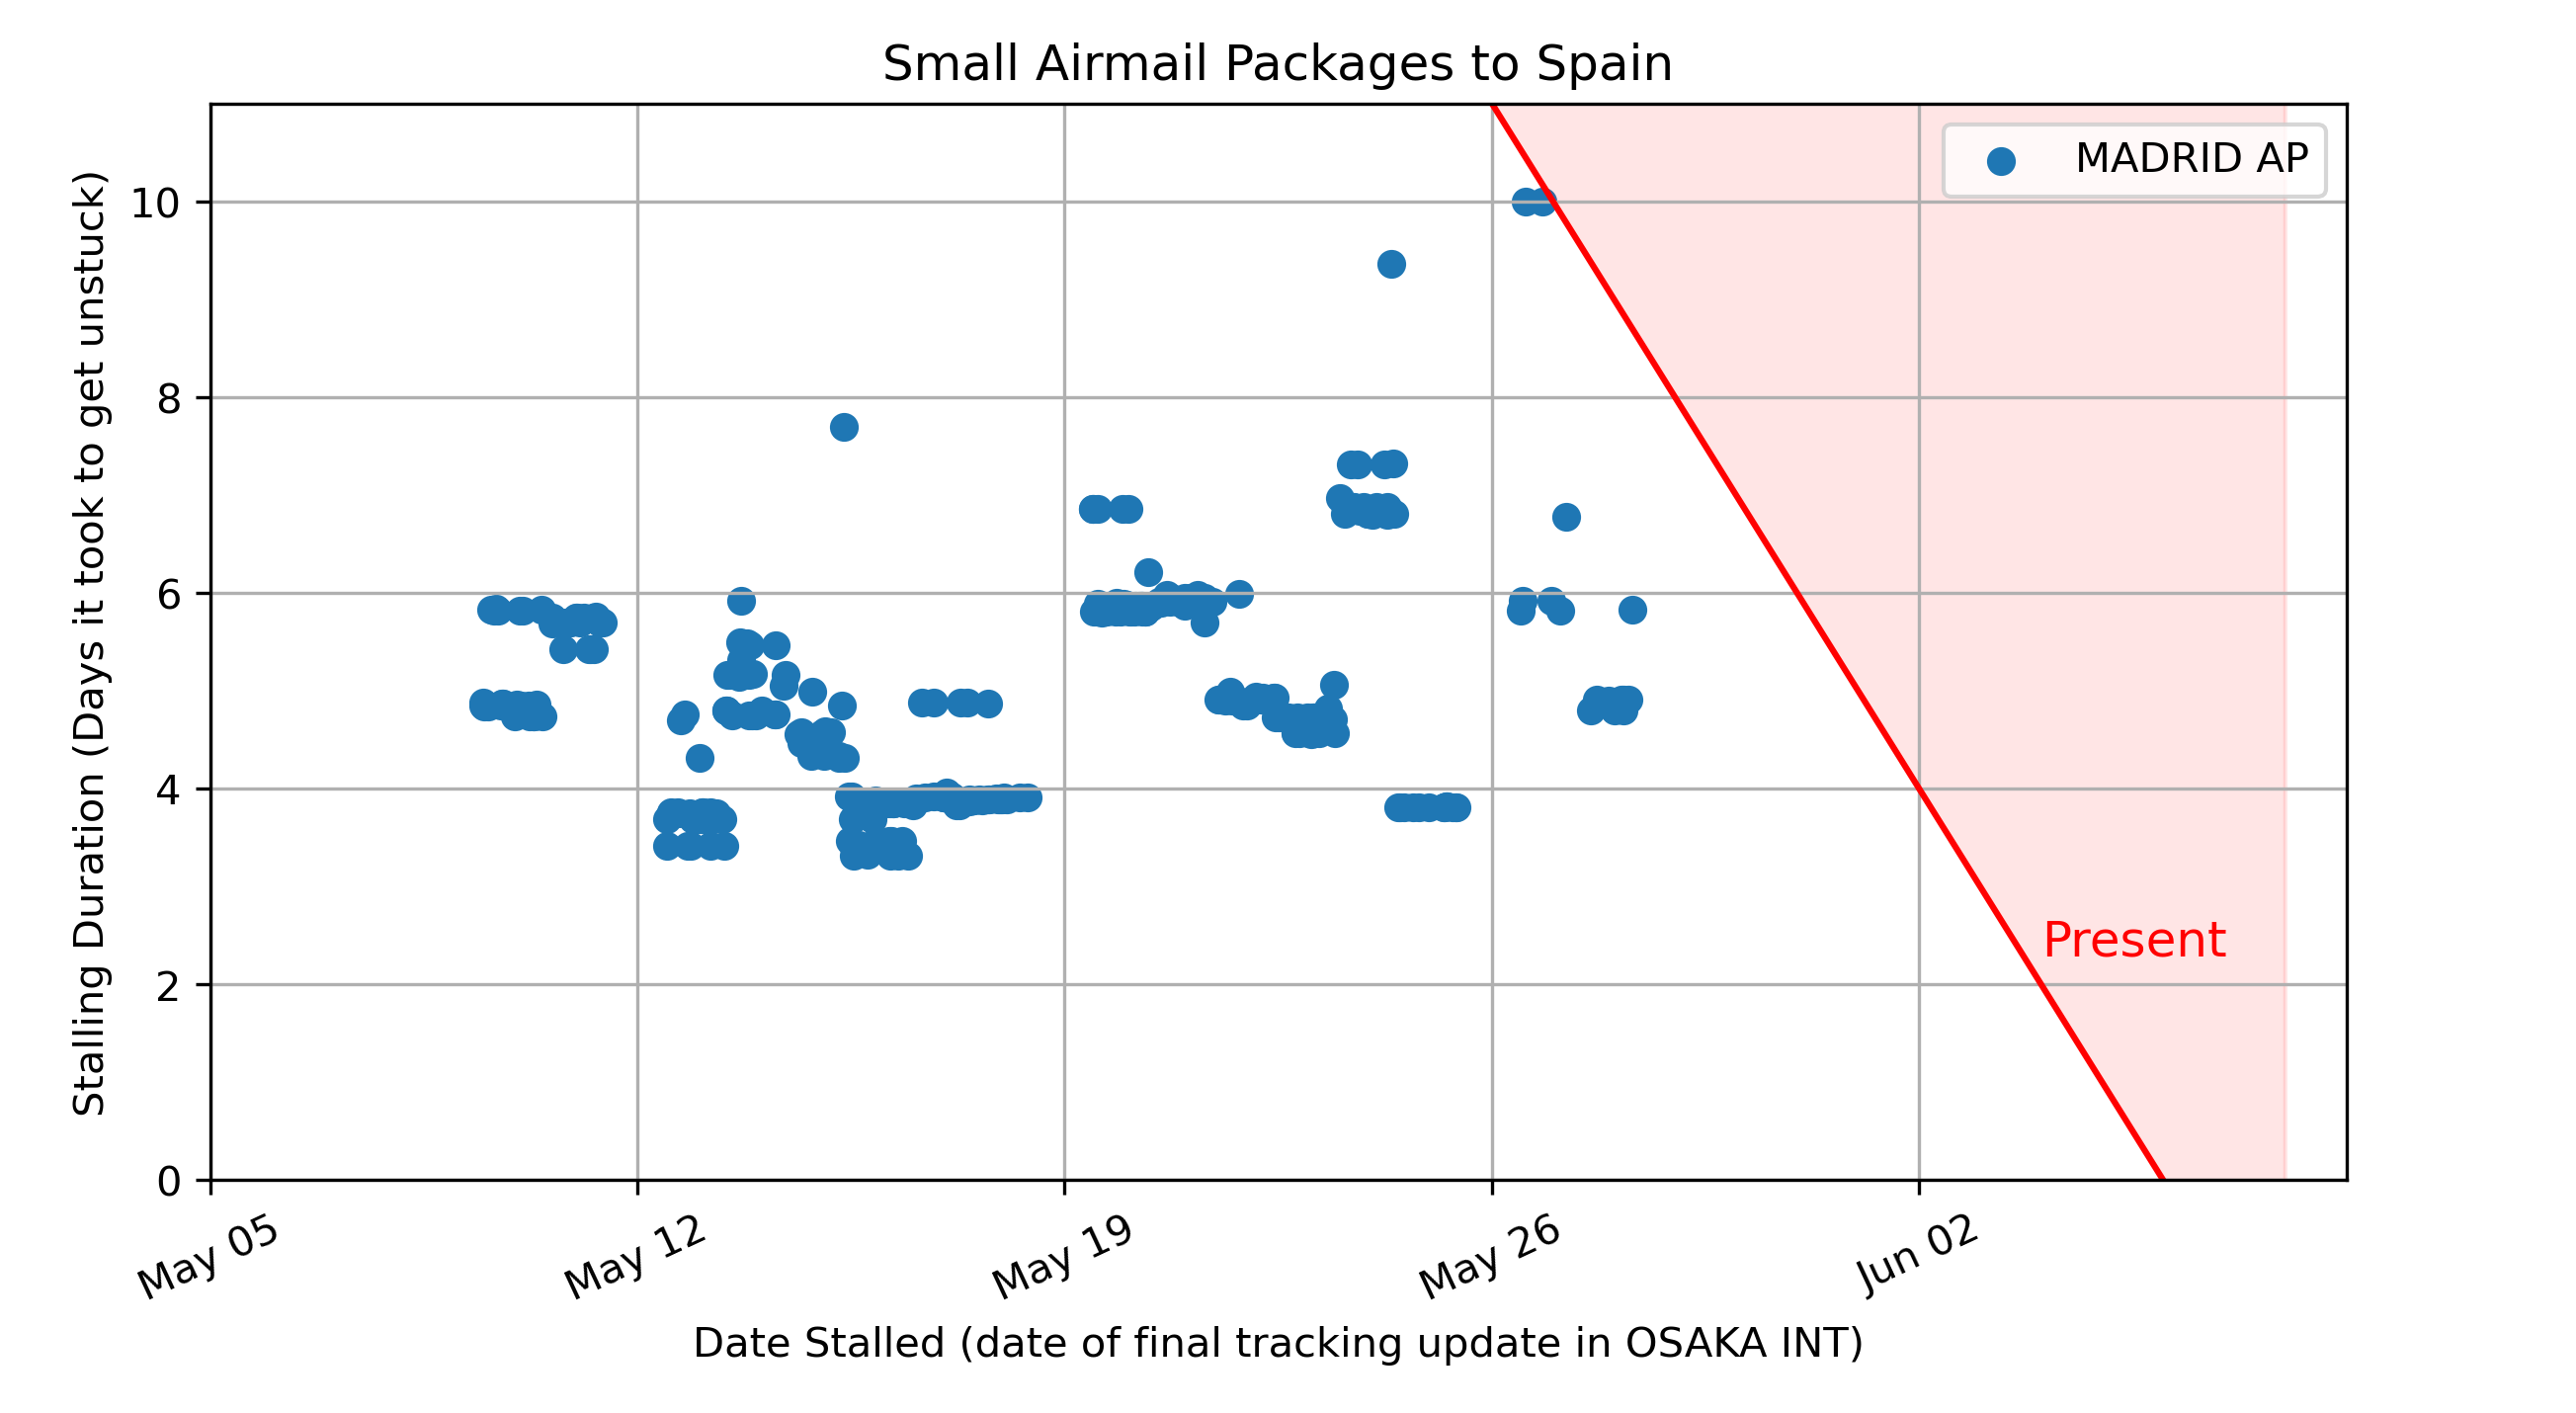 Small Airmail Packages to Spain
Stalling Duration (Days it took to get unstuck)
10
8
6
4
2
0
MADRID AP
Present
May 05
May 12
May 19
May 26
Jun 02
Date Stalled (date of final tracking update in OSAKA INT)